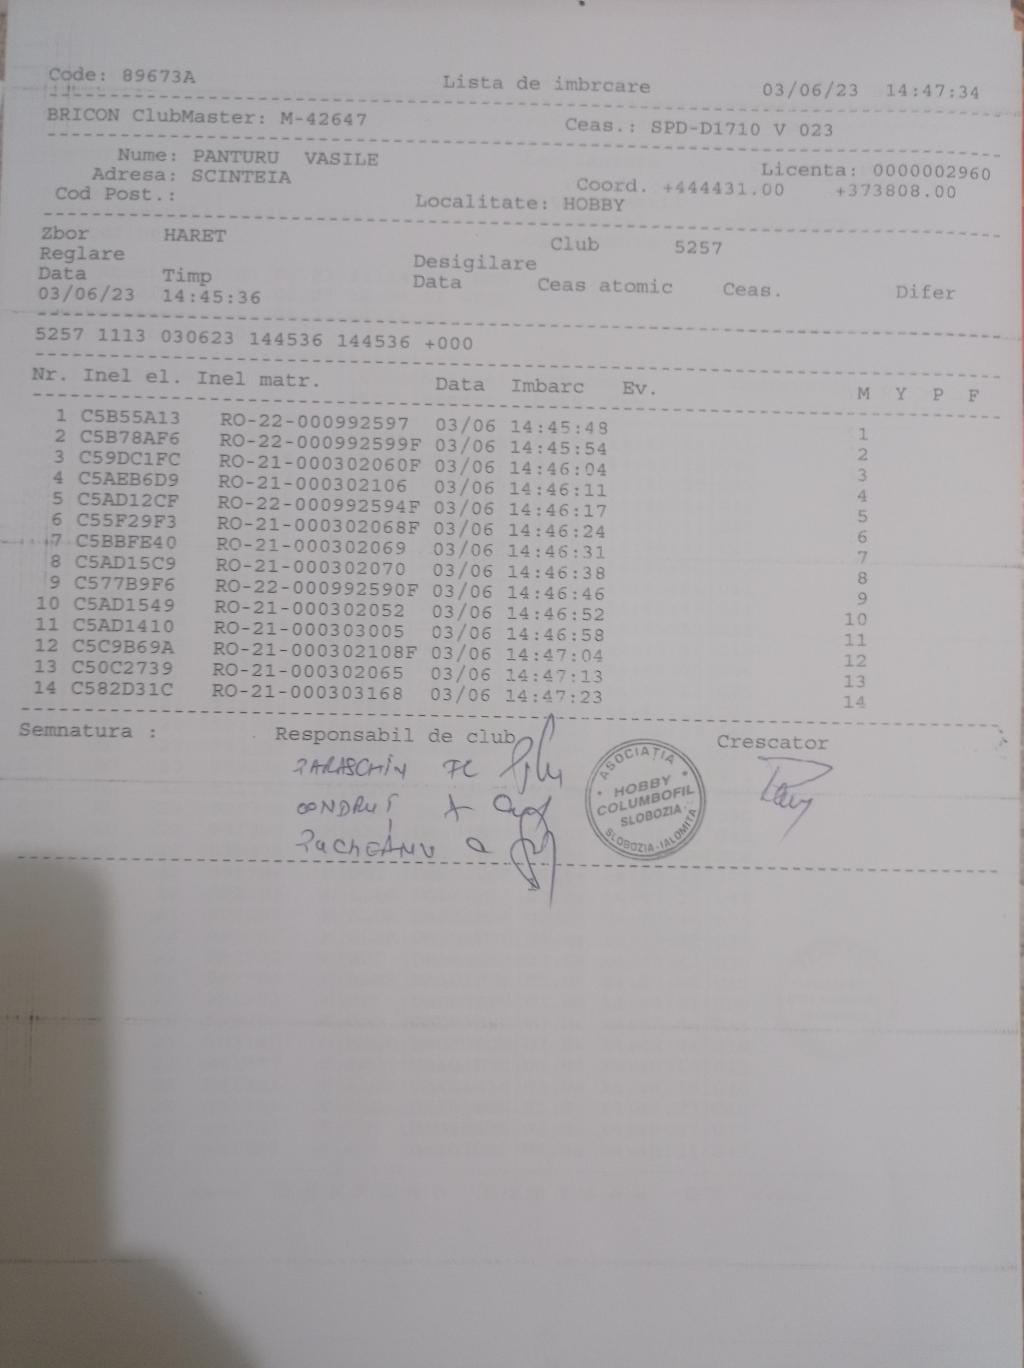 Code: 89673A Lista de imbrcare 03/06/23 14:47:34
BRICON ClubMaster: M-42647 Ceas.: SPD-D1710 V 023
Nume: PANTURU VASILE Licenta: 0000002960
Adresa: SCINTEIA Coord. +444431.00 +373808.00
Cod Post.: Localitate: HOBBY
Zbor HARET Club 5257
Reglare Desigilare
Data Timp Data Ceas atomic Ceas. Difer
03/06/23 14:45:36
5257 1113 030623 144536 144536 +000
Nr. Inel el. Inel matr. Data Imbarc Ev. M Y P F
1 C5B55A13 RO-22-000992597 03/06 14:45:48 1
2 C5B78AF6 RO-22-000992599F 03/06 14:45:54 2
3 C59DC1FC RO-21-000302060F 03/06 14:46:04 3
4 C5AEB6D9 RO-21-000302106 03/06 14:46:11 4
5 C5AD12CF RO-22-000992594F 03/06 14:46:17 5
6 C55F29F3 RO-21-000302068F 03/06 14:46:24 6
7 C5BBFE40 RO-21-000302069 03/06 14:46:31 7
8 C5AD15C9 RO-21-000302070 03/06 14:46:38 8
9 C577B9F6 RO-22-000992590F 03/06 14:46:46 9
10 C5AD1549 RO-21-000302052 03/06 14:46:52 10
11 C5AD1410 RO-21-000303005 03/06 14:46:58 11
12 C5C9B69A RO-21-000302108F 03/06 14:47:04 12
13 C50C2739 RO-21-000302065 03/06 14:47:13 13
14 C582D31C RO-21-000303168 03/06 14:47:23 14
Semnatura : Responsabil de club Crescator
PARASCHIV FC
CONDRUȚ A
PUCHEANU Q
ASOCIAȚIA
HOBBY
COLUMBOFIL
SLOBOZIA
SLOBOZIA-IALOMITA